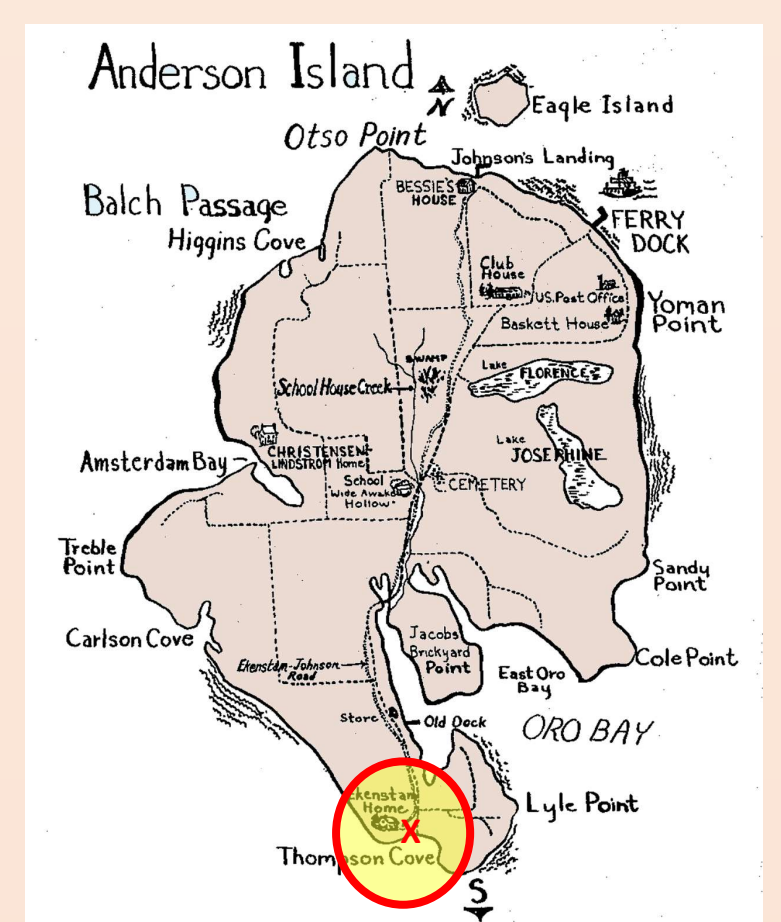 Anderson Island
N
Eagle Island
Otso Point
Johnson's Landing
BESSIE'S
HOUSE
Balch Passage
FERRY
DOCK
Higgins Cove
Club
House
U.S. Post Office
Yoman
Point
Baskett House
SWAMP
Lake
FLORENCE
School House Creek
Lake
JOSEPHINE
CHRISTENSEN-
LINDSTROM Home
Amsterdam Bay
School
"Wide Awake
Hollow"
CEMETERY
Treble
Point
Sandy
Point
Carlson Cove
Jacobs
Brickyard
Point
Cole Point
Ekenstam-Johnson
Road
East Oro
Bay
Store
Old Dock
ORO BAY
Ekenstam
Home
Lyle Point
X
Thompson Cove
S